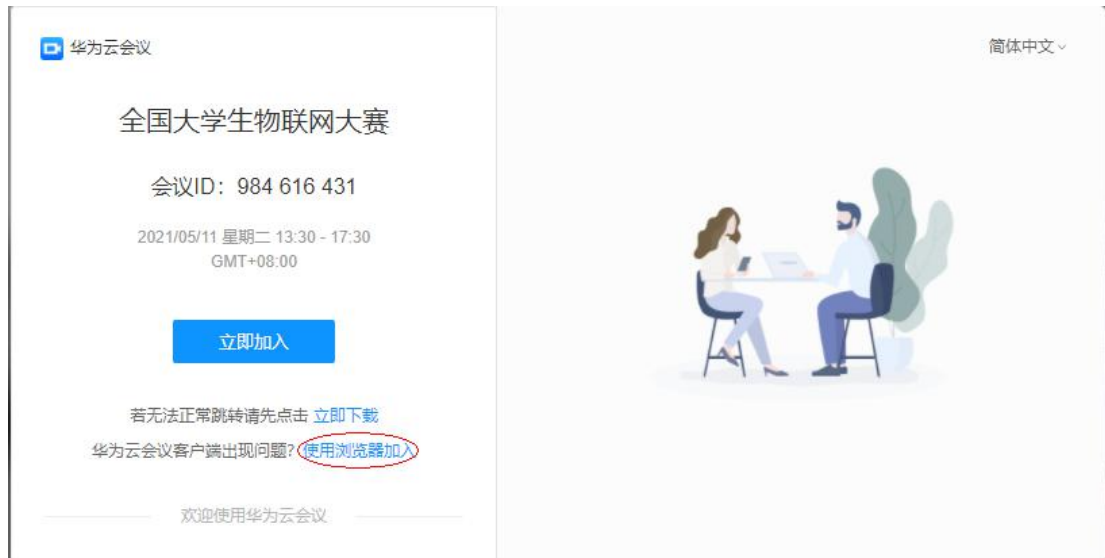 华为云会议
简体中文
全国大学生物联网大赛
会议ID：984 616 431
2021/05/11 星期二 13:30 - 17:30
GMT+08:00
立即加入
若无法正常跳转请先点击 立即下载
华为云会议客户端出现问题? 使用浏览器加入
欢迎使用华为云会议